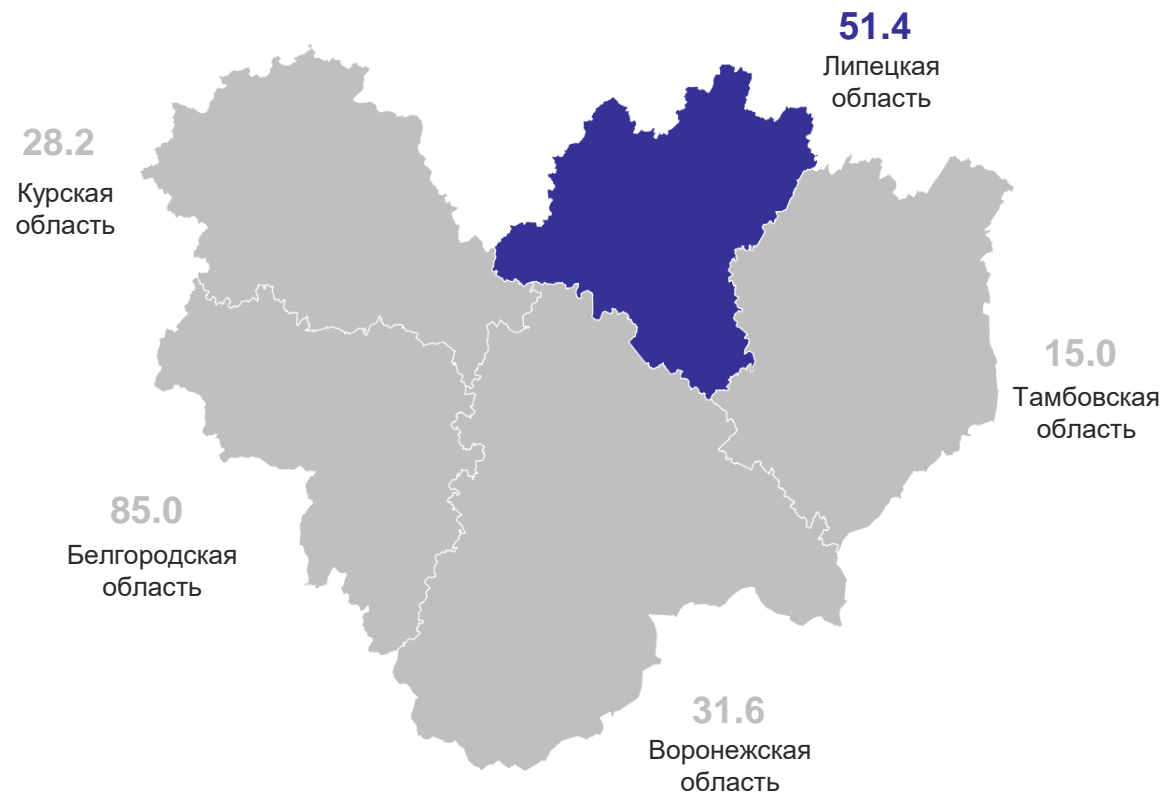 51.4
Липецкая
область
28.2
Курская
область
15.0
Тамбовская
область
85.0
Белгородская
область
31.6
Воронежская
область